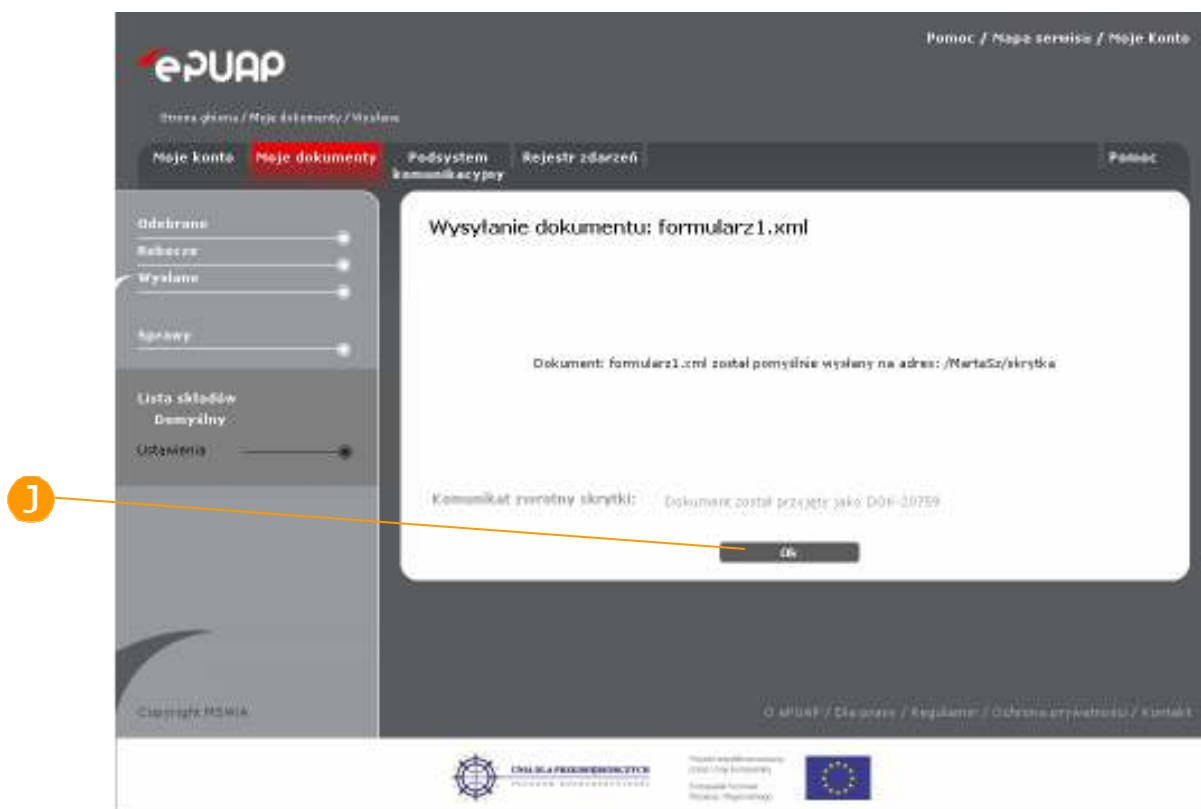 Pomoc / Mapa serwisu / Moje Konto
ePUAP
Strona główna / Moje dokumenty / Wysłane
Moje konto
Moje dokumenty
Podsystem
komunikacyjny
Rejestr zdarzeń
Pomoc
Odebrane
Robocze
Wysłane
Sprawy
Lista składów
Domyślny
Ustawienia
Wysyłanie dokumentu: formularz1.xml
Dokument: formularz1.xml został pomyślnie wysłany na adres: /MartaSz/skrytka
J
Komunikat zwrotny skrytki:
Dokument został przyjęty jako DOK-20759
Ok
Copyright MSWiA
O ePUAP / Dla prasy / Regulamin / Ochrona prywatności / Kontakt
UNIA DLA PRZEDSIĘBIORCZYCH